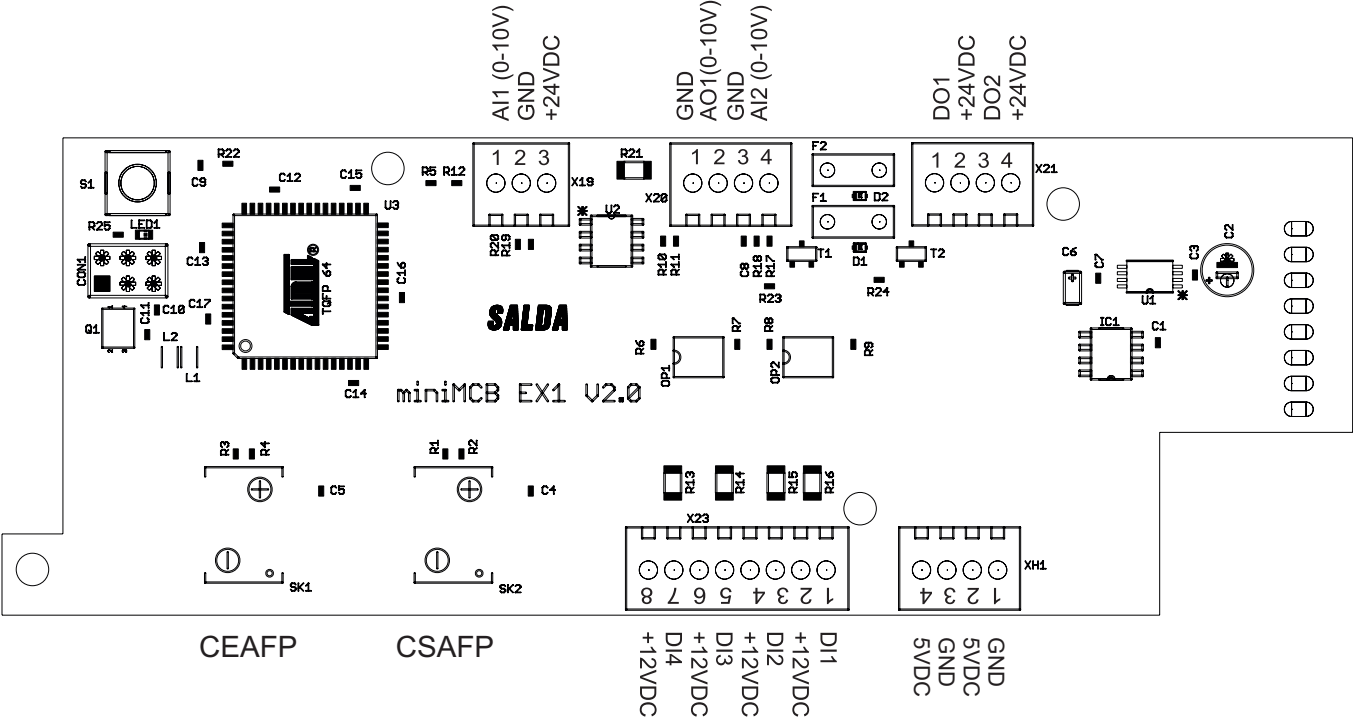 AI1 (0-10V)
GND
+24VDC
GND
AO1(0-10V)
GND
AI2 (0-10V)
DO1
+24VDC
DO2
+24VDC
S1
C9
R22
C12
C15
R5 R12
1 2 3
X19
R21
X20
1 2 3 4
F2
F1
D2
D1
1 2 3 4
X21
U3
R25
LED1
CON1
C13
C16
ATMEL®
TQFP 64
R20
R19
U2
R10
R11
C8
R18
R17
R23
T1
T2
R24
C6
C7
U1
C3
C2
Q1
C11
C10
C17
L2
L1
C14
SALDA
R6
OP1
R7
R8
OP2
R9
IC1
C1
miniMCB EX1 V2.0
R3
R4
C5
R1
R2
C4
R13
R14
R15
R16
X23
SK1
SK2
8 7 6 5 4 3 2 1
XH1
4 3 2 1
CEAFP
CSAFP
+12VDC
DI4
+12VDC
DI3
+12VDC
DI2
+12VDC
DI1
5VDC
GND
5VDC
GND